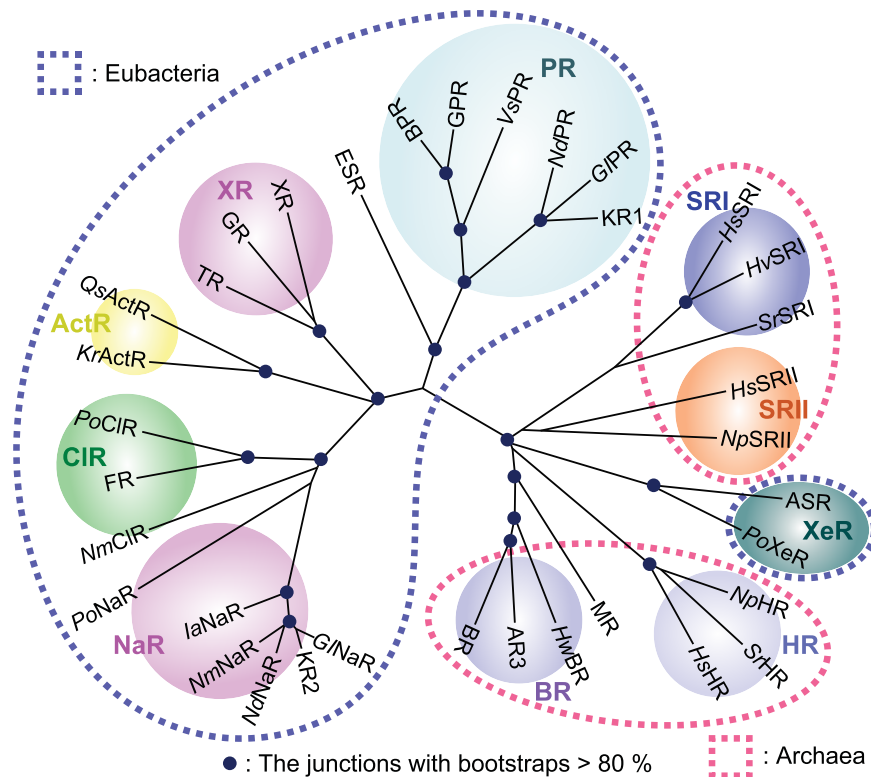 : Eubacteria
PR
BPR
GPR
VsPR
NdPR
GlPR
KR1
ESR
XR
XR
GR
TR
QsActR
ActR
KrActR
PoClR
ClR
FR
NmClR
PoNaR
NaR
IaNaR
NmNaR
NdNaR
KR2
GlNaR
SRI
HsSRI
HvSRI
SrSRI
HsSRII
SRII
NpSRII
ASR
XeR
PoXeR
NpHR
HR
SrHR
HsHR
MR
HwBR
AR3
BR
BR
: The junctions with bootstraps > 80 %
: Archaea